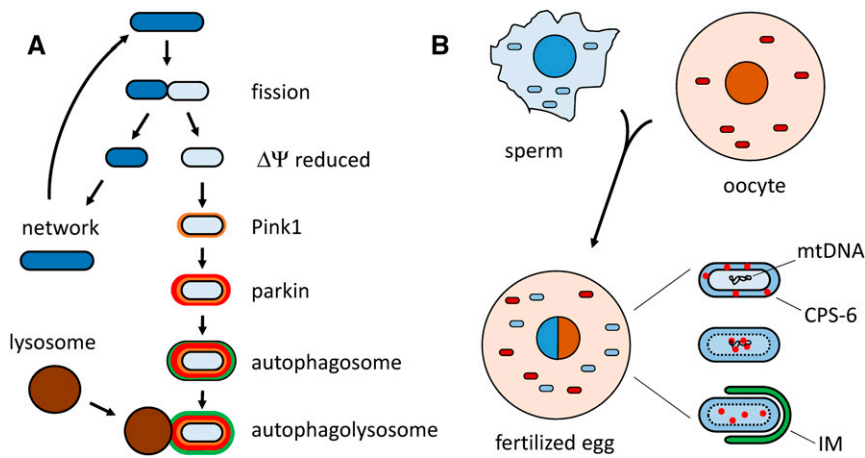 A
fission
ΔΨ reduced
network
Pink1
parkin
lysosome
autophagosome
autophagolysosome
B
sperm
oocyte
mtDNA
CPS-6
fertilized egg
IM